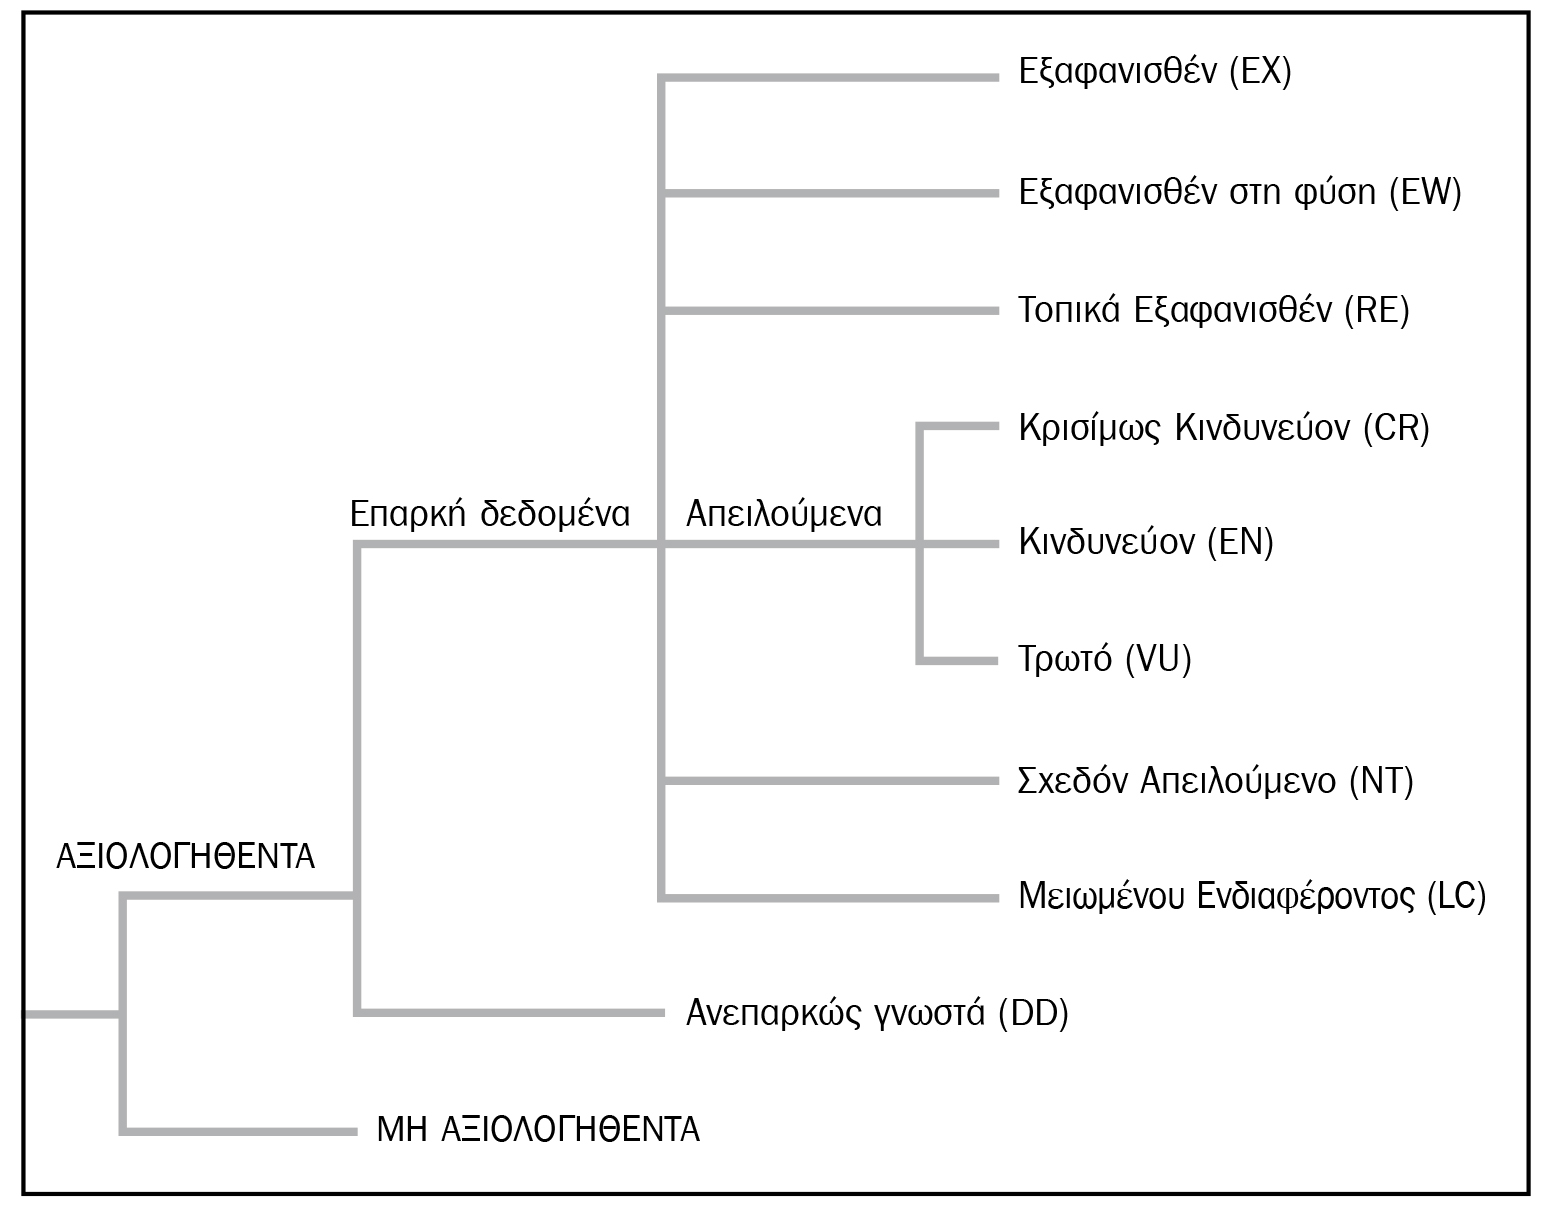 Εξαφανισθέν (EX)
Εξαφανισθέν στη φύση (EW)
Τοπικά Εξαφανισθέν (RE)
Κρισίμως Κινδυνεύον (CR)
Επαρκή δεδομένα
Απειλούμενα
Κινδυνεύον (EN)
Τρωτό (VU)
Σχεδόν Απειλούμενο (NT)
ΑΞΙΟΛΟΓΗΘΕΝΤΑ
Μειωμένου Ενδιαφέροντος (LC)
Ανεπαρκώς γνωστά (DD)
ΜΗ ΑΞΙΟΛΟΓΗΘΕΝΤΑ